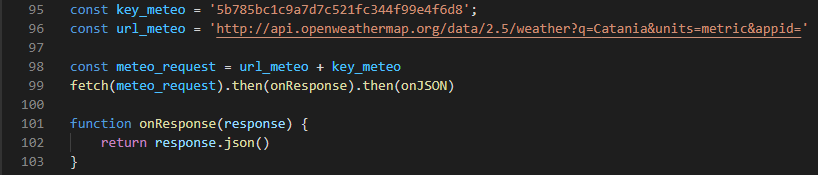 95 const key_meteo = '5b785bc1c9a7d7c521fc344f99e4f6d8';
96 const url_meteo = 'http://api.openweathermap.org/data/2.5/weather?q=Catania&units=metric&appid='
97
98 const meteo_request = url_meteo + key_meteo
99 fetch(meteo_request).then(onResponse).then(onJSON)
100
101 function onResponse(response) {
102     return response.json()
103 }